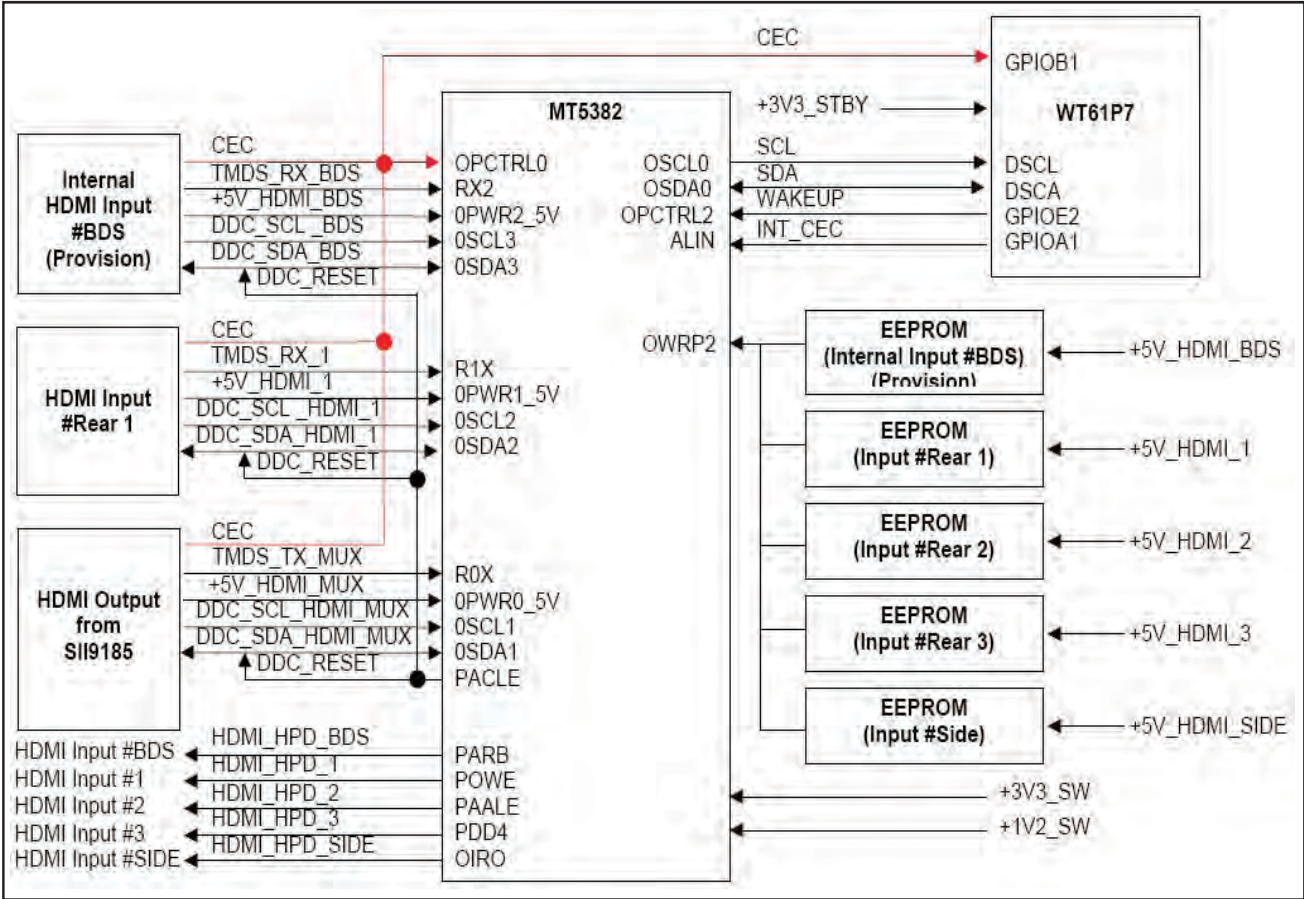 CEC
GPIOB1
MT5382
+3V3_STBY
WT61P7
Internal
HDMI Input
#BDS
(Provision)
CEC
TMDS_RX_BDS
+5V_HDMI_BDS
DDC_SCL_BDS
DDC_SDA_BDS
DDC_RESET
OPCTRL0
RX2
0PWR2_5V
0SCL3
0SDA3
OSCL0
OSDA0
OPCTRL2
ALIN
SCL
SDA
WAKEUP
INT_CEC
DSCL
DSCA
GPIOE2
GPIOA1
HDMI Input
#Rear 1
CEC
TMDS_RX_1
+5V_HDMI_1
DDC_SCL_HDMI_1
DDC_SDA_HDMI_1
DDC_RESET
R1X
0PWR1_5V
0SCL2
0SDA2
OWRP2
EEPROM
(Internal Input #BDS)
(Provision)
+5V_HDMI_BDS
EEPROM
(Input #Rear 1)
+5V_HDMI_1
EEPROM
(Input #Rear 2)
+5V_HDMI_2
EEPROM
(Input #Rear 3)
+5V_HDMI_3
EEPROM
(Input #Side)
+5V_HDMI_SIDE
HDMI Output
from
SII9185
CEC
TMDS_TX_MUX
+5V_HDMI_MUX
DDC_SCL_HDMI_MUX
DDC_SDA_HDMI_MUX
DDC_RESET
R0X
0PWR0_5V
0SCL1
0SDA1
PACLE
HDMI Input #BDS
HDMI Input #1
HDMI Input #2
HDMI Input #3
HDMI Input #SIDE
HDMI_HPD_BDS
HDMI_HPD_1
HDMI_HPD_2
HDMI_HPD_3
HDMI_HPD_SIDE
PARB
POWE
PAALE
PDD4
OIRO
+3V3_SW
+1V2_SW